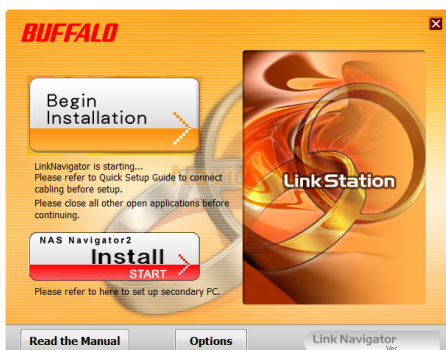 BUFFALO
Begin
Installation
LinkNavigator is starting...
Please refer to Quick Setup Guide to connect
cabling before setup.
Please close all other open applications before
continuing.
NAS Navigator2
Install
START
Please refer to here to set up secondary PC.
LinkStation
Read the Manual
Options
Link Navigator
Ver